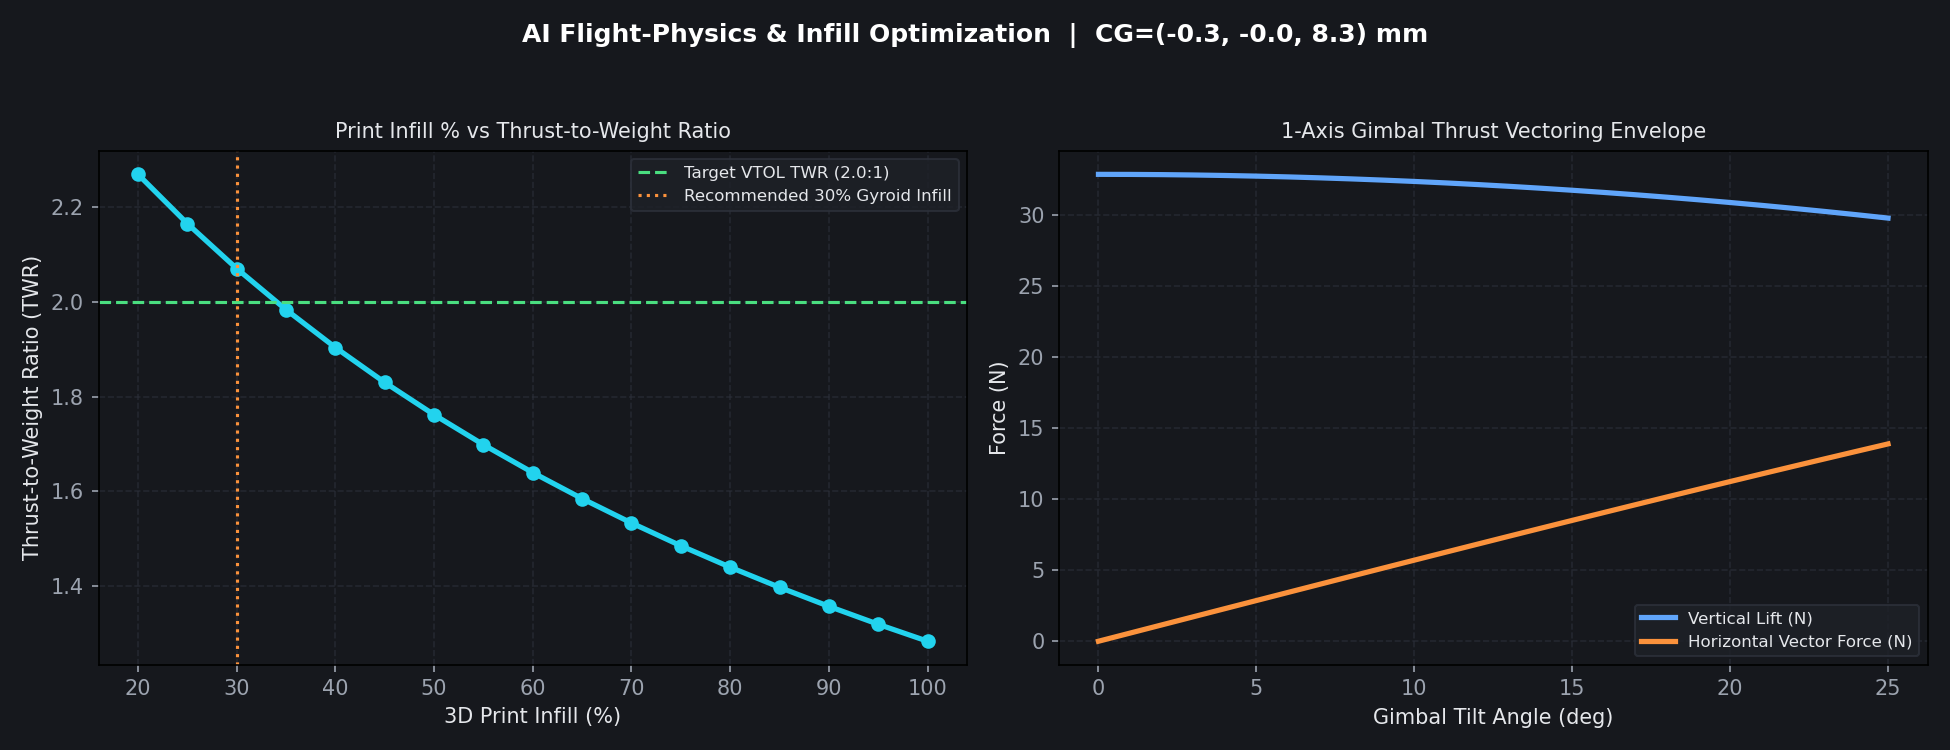 AI Flight-Physics & Infill Optimization  |  CG=(-0.3, -0.0, 8.3) mm
Print Infill % vs Thrust-to-Weight Ratio
Thrust-to-Weight Ratio (TWR)
2.2
2.0
1.8
1.6
1.4
Target VTOL TWR (2.0:1)
Recommended 30% Gyroid Infill
20 30 40 50 60 70 80 90 100
3D Print Infill (%)
1-Axis Gimbal Thrust Vectoring Envelope
Force (N)
30
25
20
15
10
5
0
Vertical Lift (N)
Horizontal Vector Force (N)
0 5 10 15 20 25
Gimbal Tilt Angle (deg)